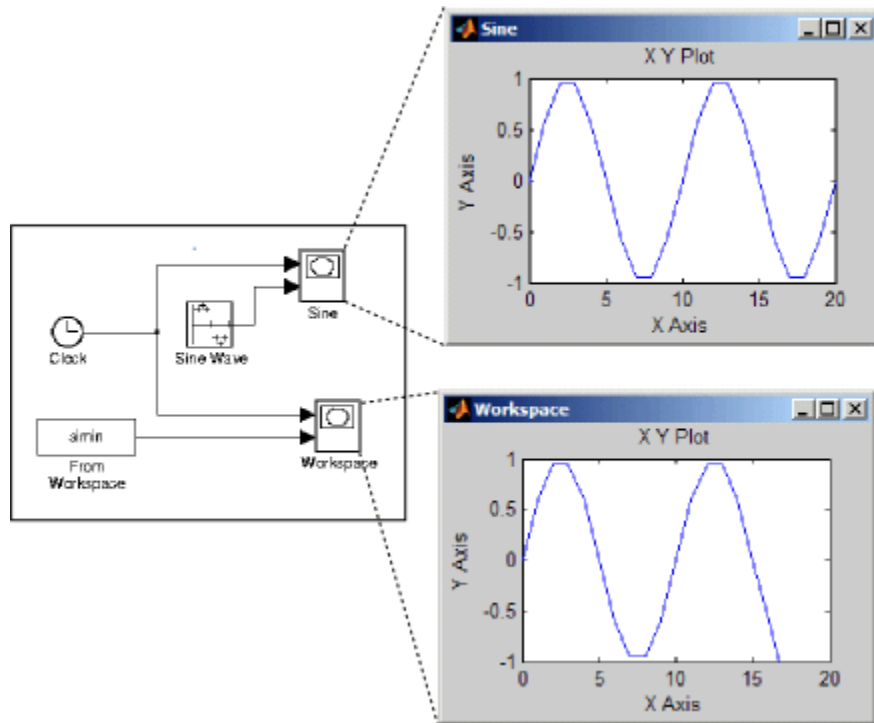 Sine
X Y Plot
1
0.5
0
-0.5
-1
0 5 10 15 20
Y Axis
X Axis
Sine
Clock
Sine Wave
simin
From
Workspace
Workspace
Workspace
X Y Plot
1
0.5
0
-0.5
-1
0 5 10 15 20
Y Axis
X Axis